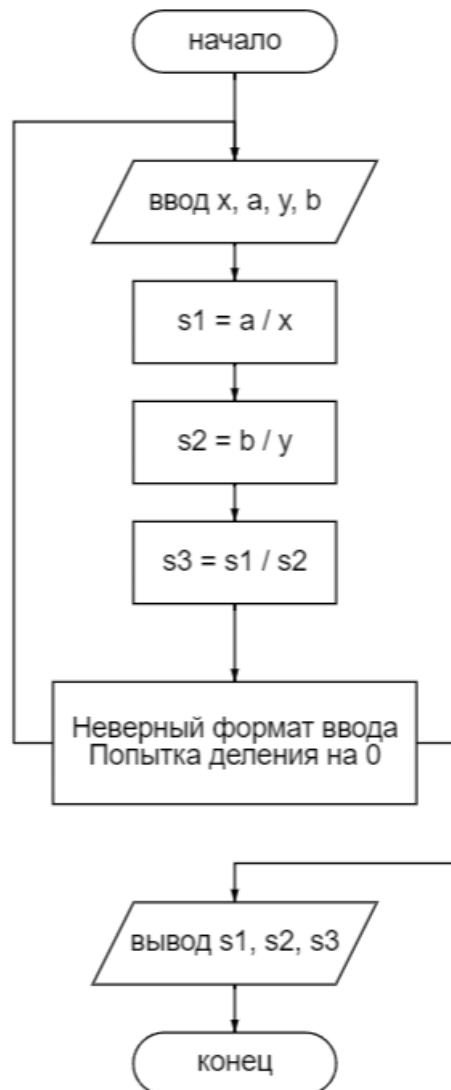 начало
ввод x, a, y, b
s1 = a / x
s2 = b / y
s3 = s1 / s2
Неверный формат ввода
Попытка деления на 0
вывод s1, s2, s3
конец